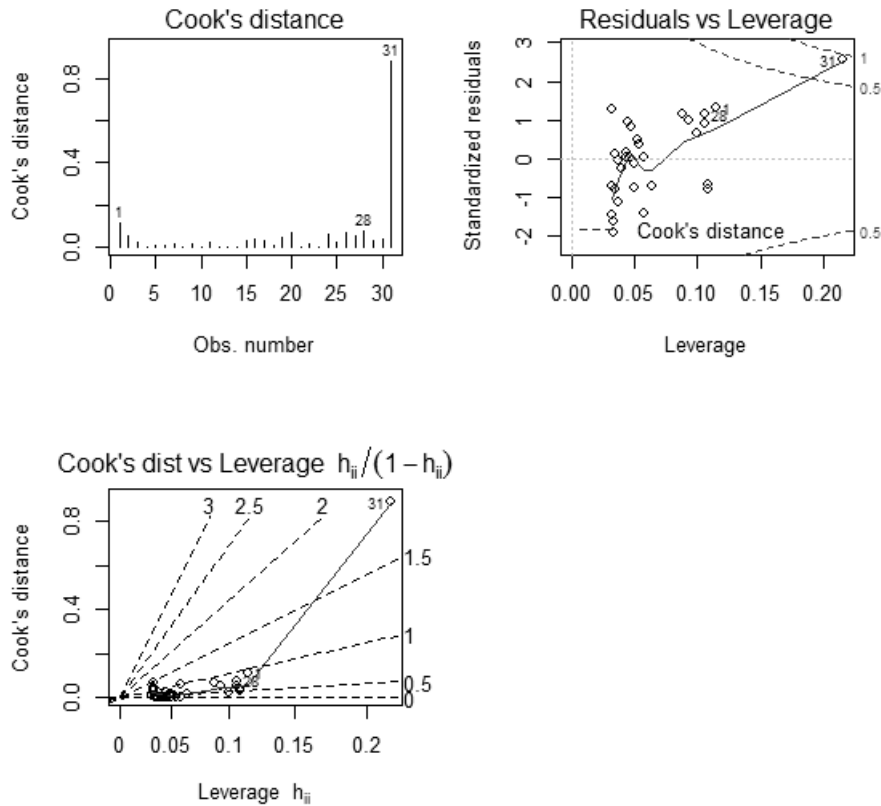 Cook's distance
Cook's distance
0.8
0.4
0.0
1
28
31
0 5 10 15 20 25 30
Obs. number
Residuals vs Leverage
Standardized residuals
3
2
1
0
-1
-2
31
1
28
1
0.5
0.5
Cook's distance
0.00 0.05 0.10 0.15 0.20
Leverage
Cook's dist vs Leverage hii/(1−hii)
Cook's distance
0.8
0.4
0.0
3 2.5 2
31
1.5
1
0.5
0
28
0 0.05 0.1 0.15 0.2
Leverage hii